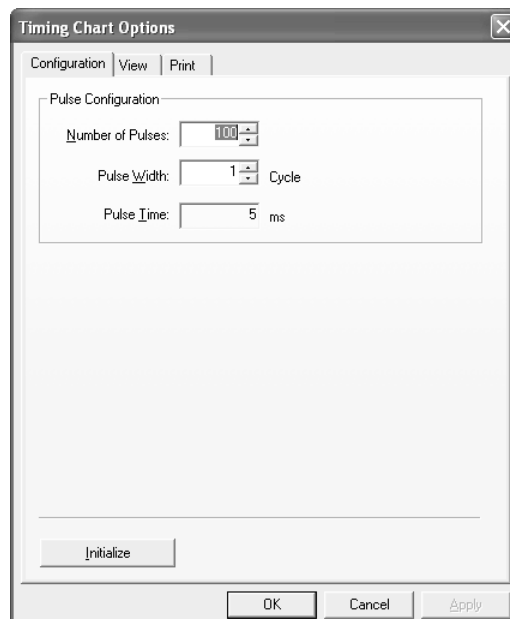 Timing Chart Options
Configuration View Print
Pulse Configuration
Number of Pulses: 100
Pulse Width: 1 Cycle
Pulse Time: 5 ms
Initialize
OK Cancel Apply